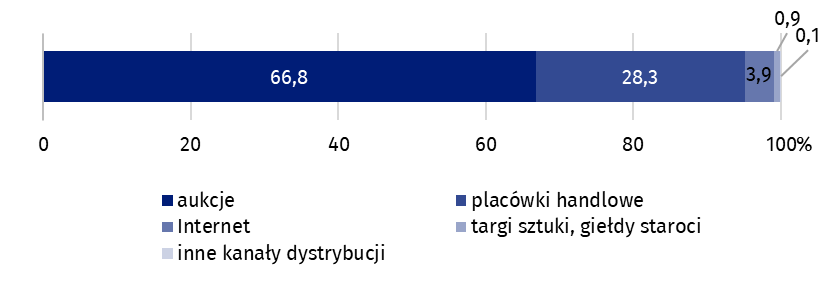 0,9
0,1
66,8 28,3 3,9
0 20 40 60 80 100%
aukcje placówki handlowe
Internet targi sztuki, giełdy staroci
inne kanały dystrybucji